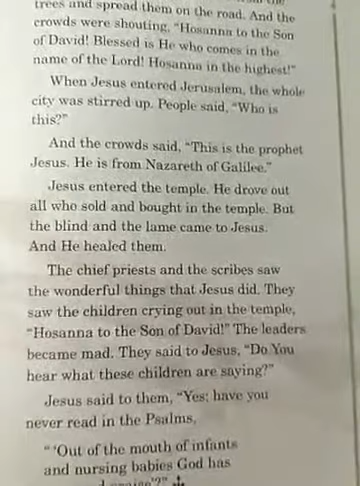 trees and spread them on the road. And the
crowds were shouting, "Hosanna to the Son
of David! Blessed is He who comes in the
name of the Lord! Hosanna in the highest!"
When Jesus entered Jerusalem, the whole
city was stirred up. People said, "Who is
this?"
And the crowds said, "This is the prophet
Jesus. He is from Nazareth of Galilee."
Jesus entered the temple. He drove out
all who sold and bought in the temple. But
the blind and the lame came to Jesus.
And He healed them.
The chief priests and the scribes saw
the wonderful things that Jesus did. They
saw the children crying out in the temple,
"Hosanna to the Son of David!" The leaders
became mad. They said to Jesus, "Do You
hear what these children are saying?"
Jesus said to them, "Yes; have you
never read in the Psalms,
" 'Out of the mouth of infants
and nursing babies God has